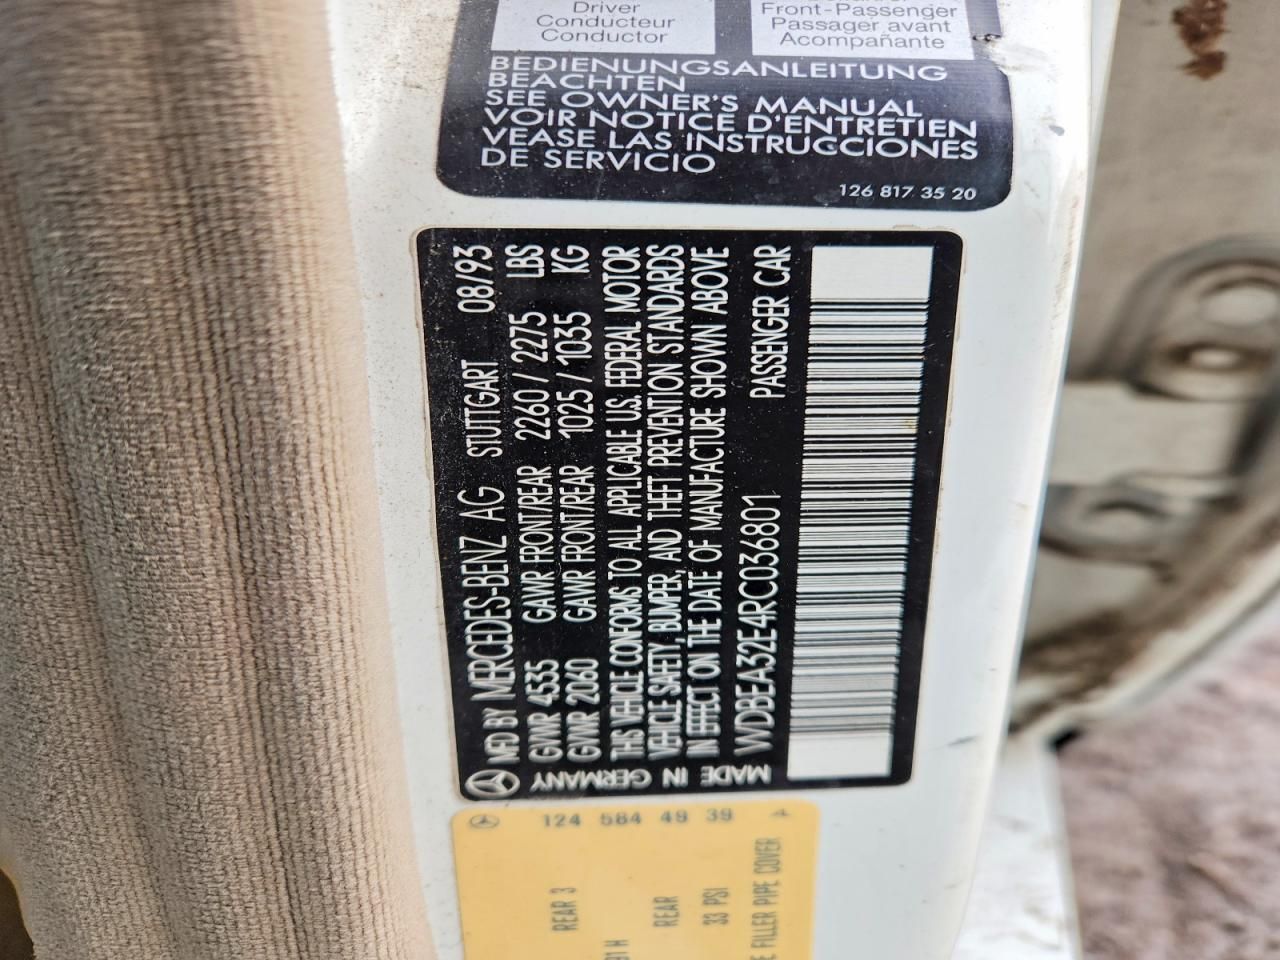 Driver
Conducteur
Conductor
Front-Passenger
Passager avant
Acompañante
BEDIENUNGSANLEITUNG
BEACHTEN
SEE OWNER'S MANUAL
VOIR NOTICE D'ENTRETIEN
VEASE LAS INSTRUCCIONES
DE SERVICIO
126 817 35 20
MFD BY MERCEDES-BENZ AG STUTTGART 08/93
GVWR 4535 GAWR FRONT/REAR 2260/2275 LBS
GVWR 2060 GAWR FRONT/REAR 1025/1035 KG
THIS VEHICLE CONFORMS TO ALL APPLICABLE U.S. FEDERAL MOTOR
VEHICLE SAFETY, BUMPER, AND THEFT PREVENTION STANDARDS
IN EFFECT ON THE DATE OF MANUFACTURE SHOWN ABOVE
WDBEA32E4RC036801 PASSENGER CAR
MADE IN GERMANY
124 584 49 39
REAR 3
91 H
REAR
33 PSI
FILLER PIPE COVER